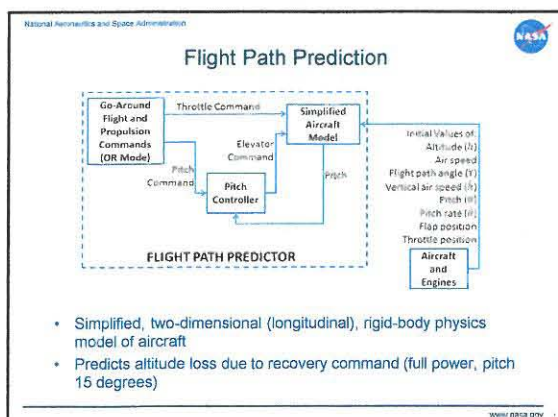 National Aeronautics and Space Administration
NASA
Flight Path Prediction
Go-Around
Flight and
Propulsion
Commands
(OR Mode)
Throttle Command
Simplified
Aircraft
Model
Elevator
Command
Pitch
Command
Pitch
Controller
Pitch
Initial Values of:
Altitude (h)
Air speed
Flight path angle (Y)
Vertical air speed (ḣ)
Pitch (θ)
Pitch rate (θ̇)
Flap position
Throttle position
Aircraft
and
Engines
FLIGHT PATH PREDICTOR
• Simplified, two-dimensional (longitudinal), rigid-body physics
model of aircraft
• Predicts altitude loss due to recovery command (full power, pitch
15 degrees)
www.nasa.gov